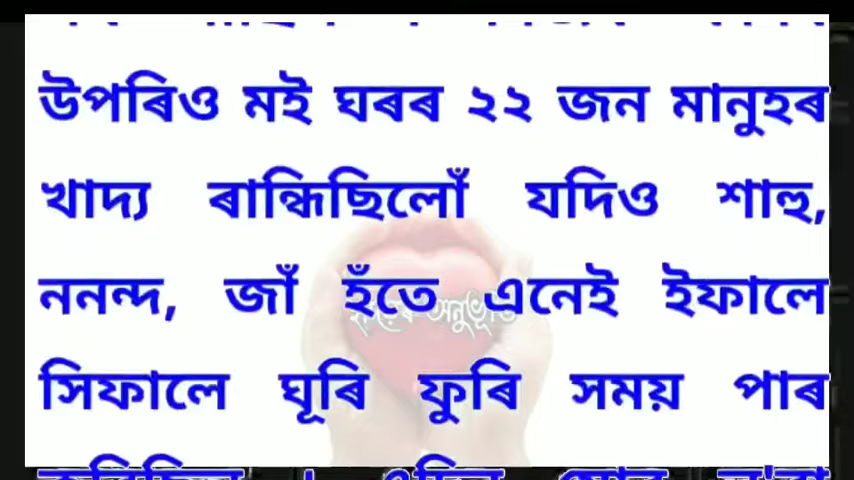 উপৰিও মই ঘৰৰ ২২ জন মানুহৰ
খাদ্য ৰান্ধিছিলোঁ যদিও শাহু,
ননন্দ, জাঁ হঁতে এনেই ইফালে
সিফালে ঘূৰি ফুৰি সময় পাৰ